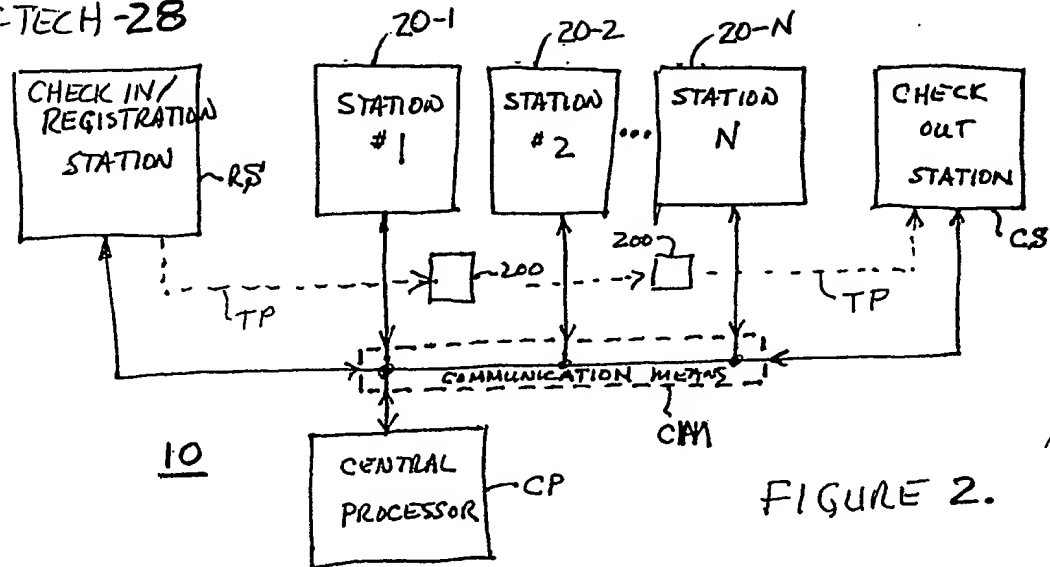 -TECH-28
20-1
20-2
20-N
CHECK IN/
REGISTRATION
STATION
RS
STATION
#1
STATION
#2
...
STATION
N
CHECK
OUT
STATION
CS
200
200
TP
TP
COMMUNICATION MEANS
CM
10
CENTRAL
PROCESSOR
CP
FIGURE 2.